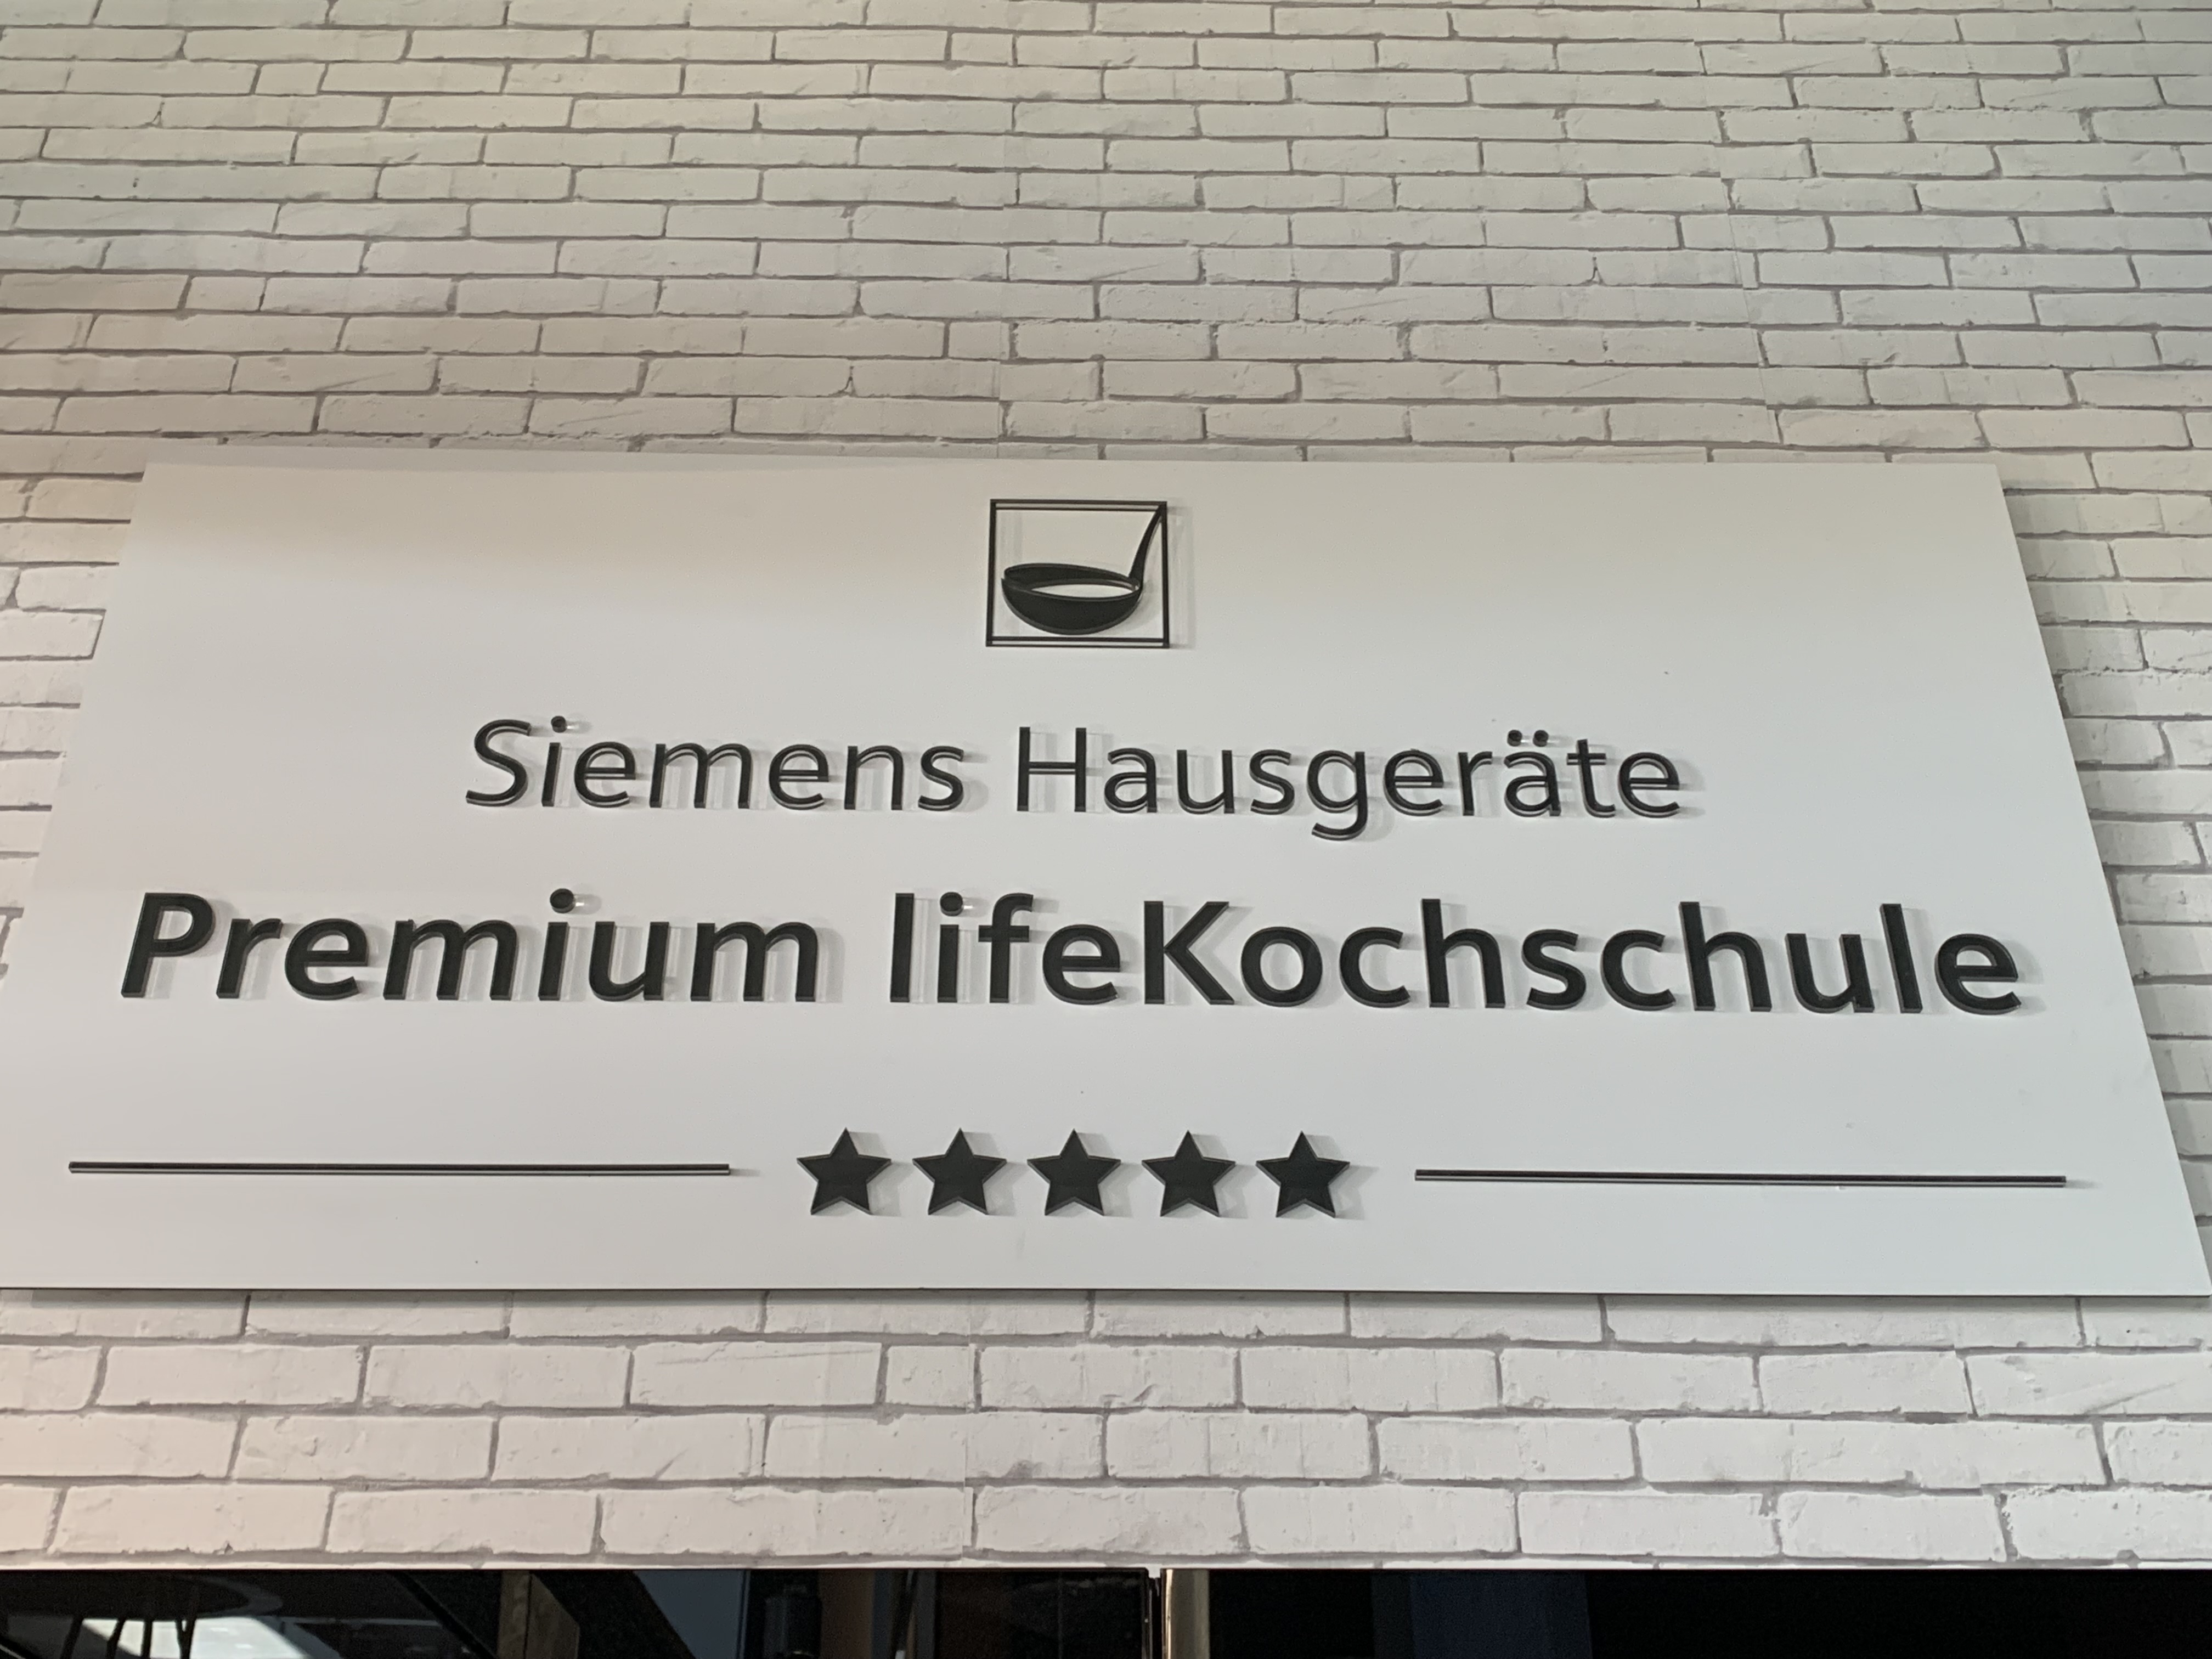 Siemens Hausgeräte
Premium lifeKochschule